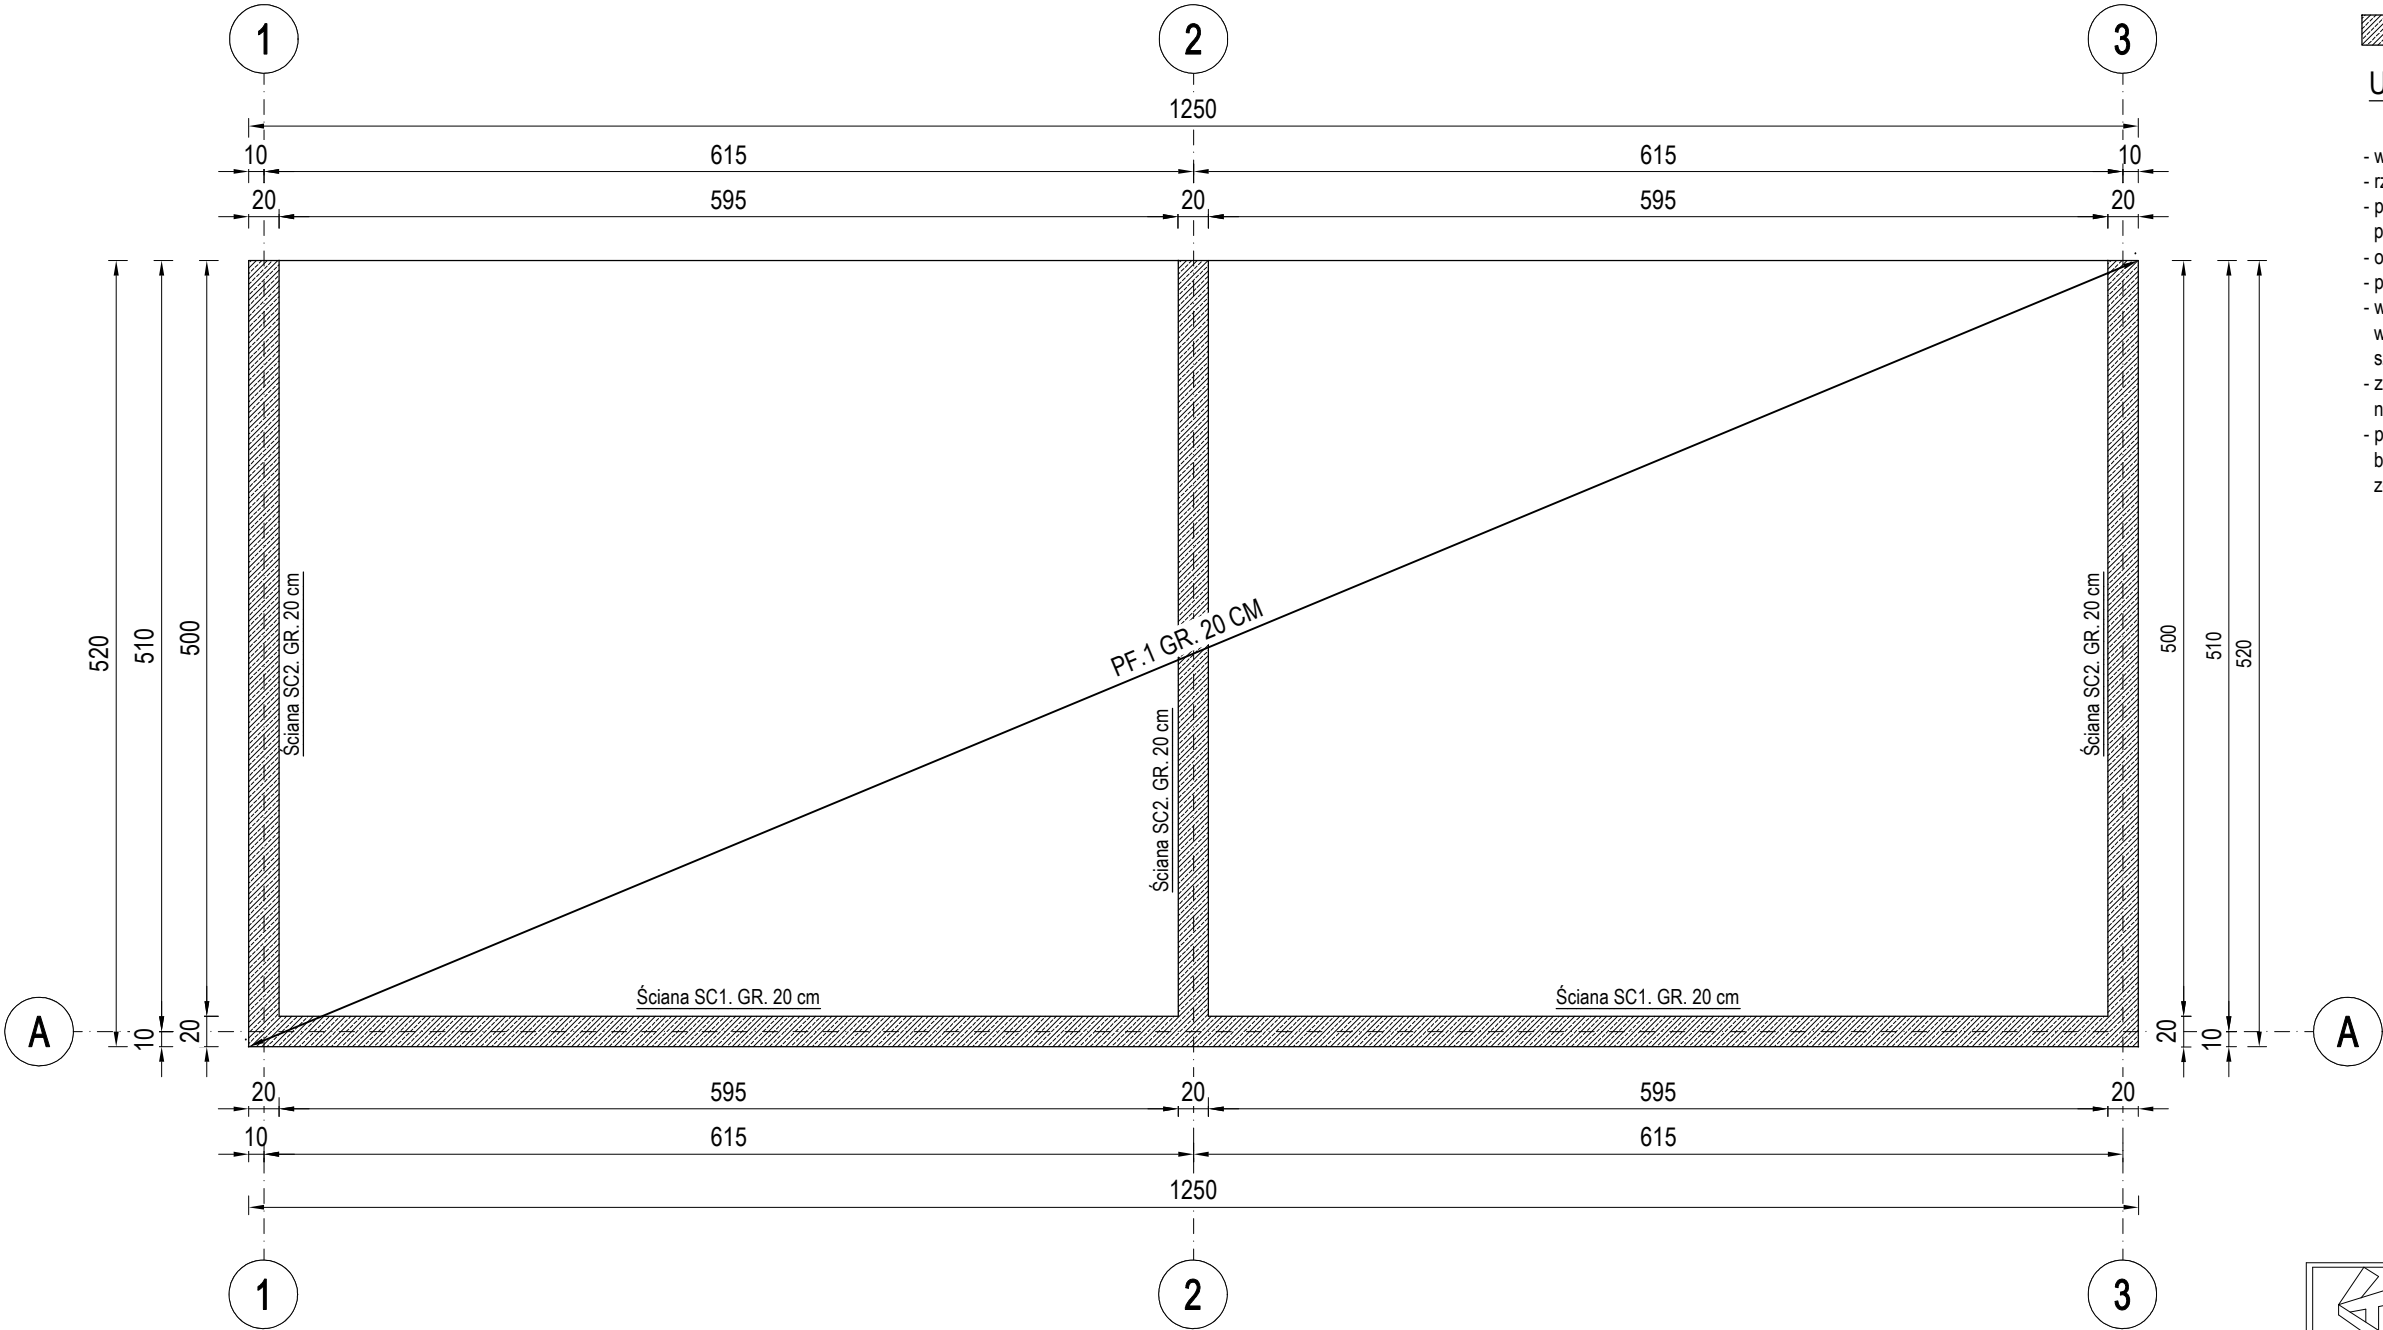 1 2 3
1250
10 615 615 10
20 595 20 595 20
U
- w
- rz
- p
p
- o
- p
- w
w
s
- z
n
- p
b
z
520
510
500
Ściana SC2. GR. 20 cm
PF.1 GR. 20 CM
Ściana SC2. GR. 20 cm
Ściana SC2. GR. 20 cm
500
510
520
Ściana SC1. GR. 20 cm
Ściana SC1. GR. 20 cm
A
10
20
20
10
A
20 595 20 595 20
10 615 615
1250
1 2 3